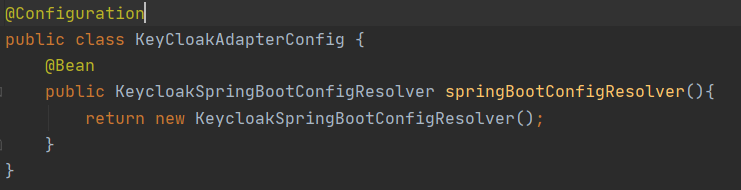 @Configuration
public class KeyCloakAdapterConfig {
    @Bean
    public KeycloakSpringBootConfigResolver springBootConfigResolver(){
        return new KeycloakSpringBootConfigResolver();
    }
}